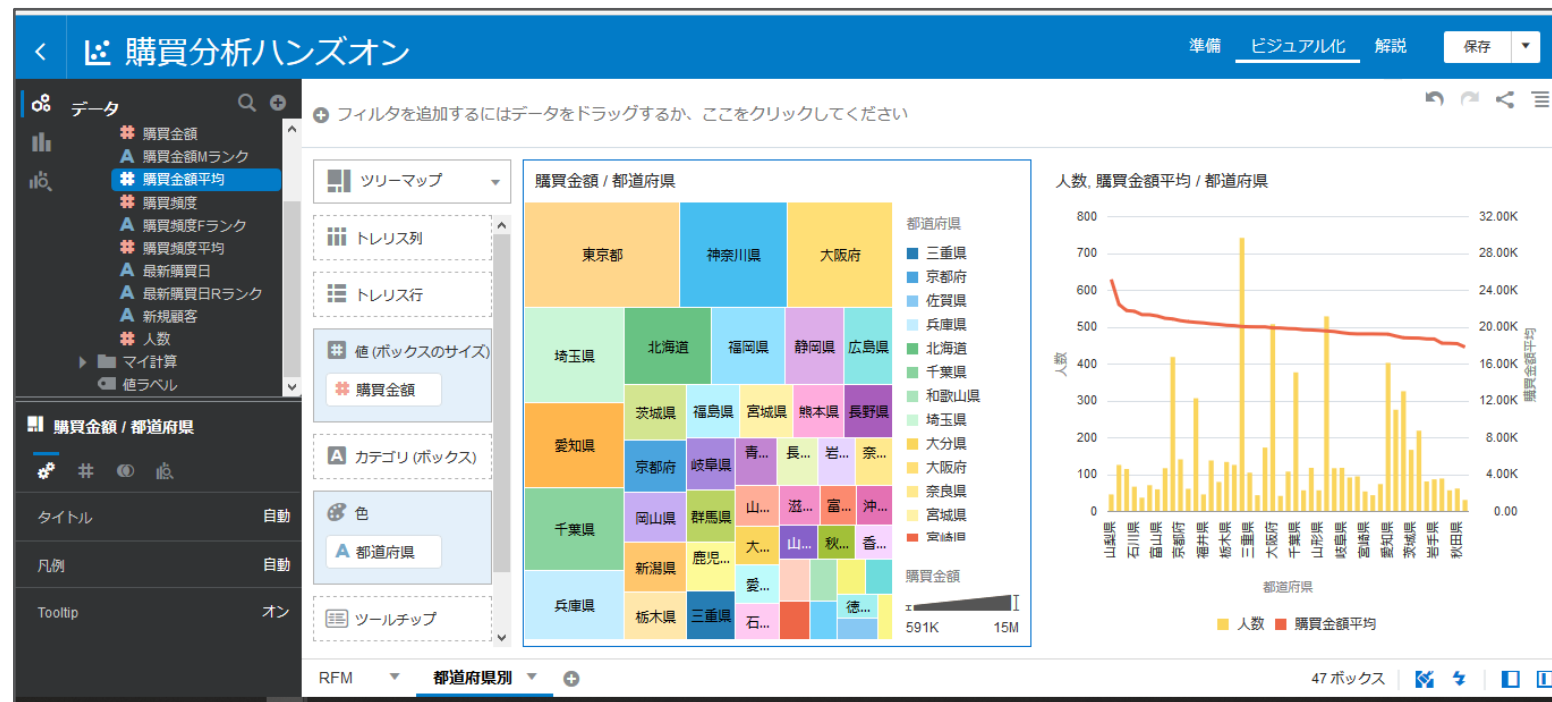 購買分析ハンズオン
準備
ビジュアル化
解説
保存
データ
購買金額
購買金額Mランク
購買金額平均
購買頻度
購買頻度Fランク
購買頻度平均
最新購買日
最新購買日Rランク
新規顧客
人数
マイ計算
値ラベル
購買金額 / 都道府県
タイトル 自動
凡例 自動
Tooltip オン
フィルタを追加するにはデータをドラッグするか、ここをクリックしてください
ツリーマップ
トレリス列
トレリス行
値 (ボックスのサイズ)
購買金額
カテゴリ (ボックス)
色
都道府県
ツールチップ
購買金額 / 都道府県
東京都
神奈川県
大阪府
埼玉県
北海道
福岡県
静岡県
広島県
愛知県
茨城県
福島県
宮城県
熊本県
長野県
京都府
岐阜県
青...
長...
岩...
奈...
千葉県
岡山県
群馬県
山...
滋...
富...
沖...
大...
山...
秋...
香...
新潟県
鹿児...
愛...
兵庫県
栃木県
三重県
石...
徳...
都道府県
三重県
京都府
佐賀県
兵庫県
北海道
千葉県
和歌山県
埼玉県
大分県
大阪府
奈良県
宮城県
宮崎県
購買金額
591K 15M
人数, 購買金額平均 / 都道府県
800
700
600
500
400
300
200
100
0
人数
32.00K
28.00K
24.00K
20.00K
16.00K
12.00K
8.00K
4.00K
0.00
購買金額平均
山梨県
石川県
富山県
京都府
福井県
栃木県
三重県
大阪府
千葉県
山形県
岐阜県
宮崎県
愛知県
茨城県
岩手県
秋田県
都道府県
人数 購買金額平均
RFM
都道府県別
47 ボックス